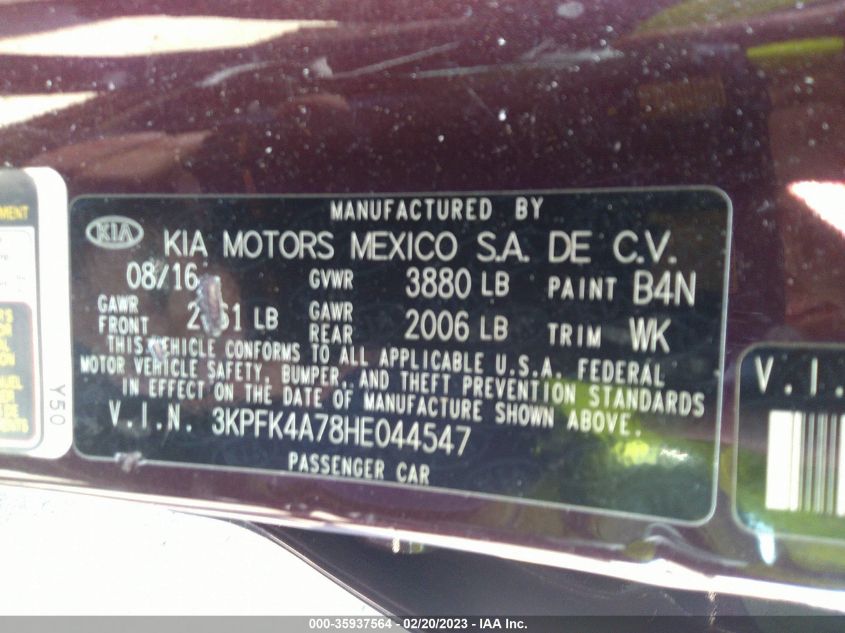 MANUFACTURED BY
KIA KIA MOTORS MEXICO S.A. DE C.V.
08/16 GVWR 3880 LB PAINT B4N
GAWR FRONT LB GAWR REAR 2006 LB TRIM WK
THIS VEHICLE CONFORMS TO ALL APPLICABLE U.S.A. FEDERAL
MOTOR VEHICLE SAFETY, BUMPER, AND THEFT PREVENTION STANDARDS
IN EFFECT ON THE DATE OF MANUFACTURE SHOWN ABOVE.
V.I.N. 3KPFK4A78HE044547
PASSENGER CAR
Y50
V.I.
000-35937564 - 02/20/2023 - IAA Inc.